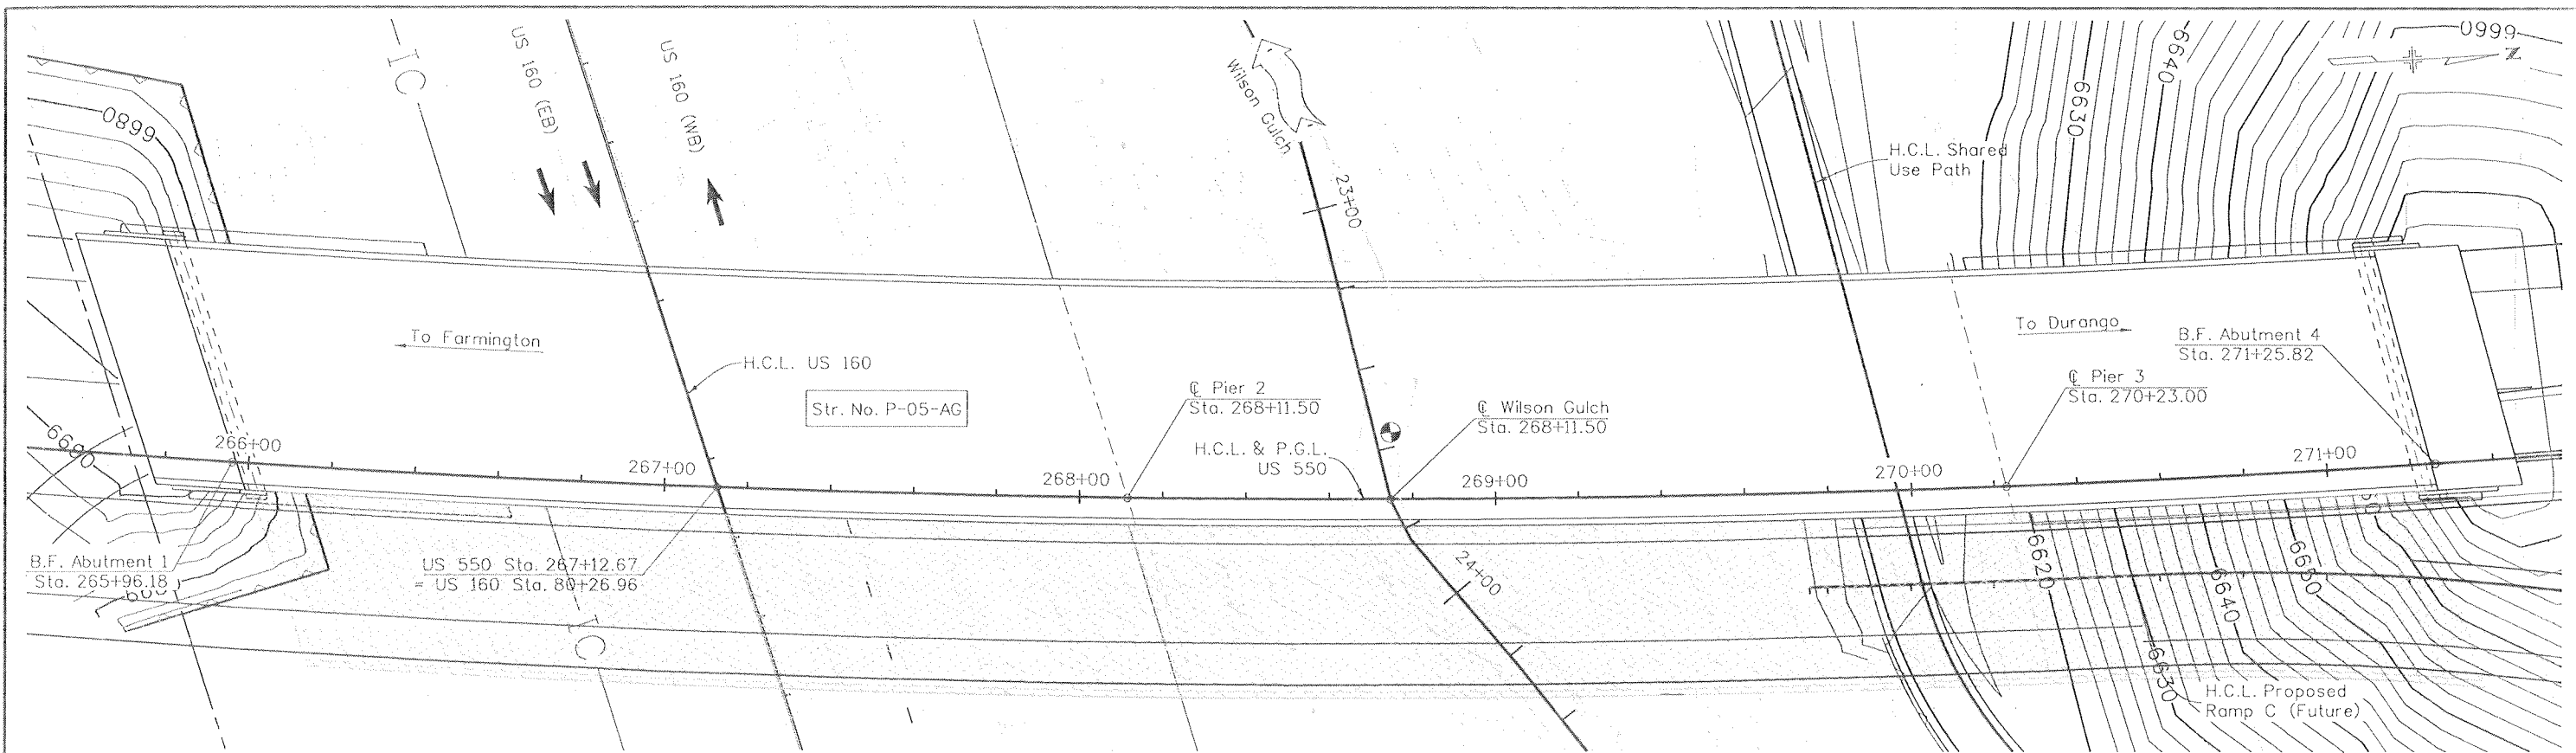 IC
US 160 (EB)
US 160 (WB)
Wilson Gulch
23+00
H.C.L. Shared
Use Path
6630
6640
6660
N
6680
To Farmington
H.C.L. US 160
Str. No. P-05-AG
℄ Pier 2
Sta. 268+11.50
℄ Wilson Gulch
Sta. 268+11.50
H.C.L. & P.G.L.
US 550
To Durango
B.F. Abutment 4
Sta. 271+25.82
℄ Pier 3
Sta. 270+23.00
6690
266+00
267+00
268+00
269+00
270+00
271+00
B.F. Abutment 1
Sta. 265+96.18
US 550 Sta. 267+12.67
= US 160 Sta. 80+26.96
IC
24+00
6620
6630
6640
6650
H.C.L. Proposed
Ramp C (Future)